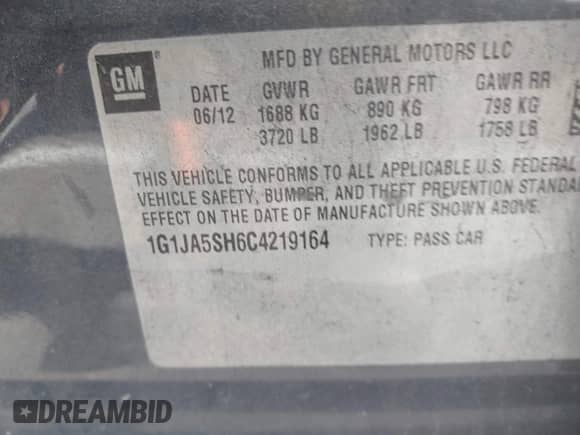 GM ®
MFD BY GENERAL MOTORS LLC
DATE GVWR GAWR FRT GAWR RR
06/12 1688 KG 890 KG 798 KG
3720 LB 1962 LB 1758 LB
THIS VEHICLE CONFORMS TO ALL APPLICABLE U.S. FEDERAL
VEHICLE SAFETY, BUMPER, AND THEFT PREVENTION STANDA
EFFECT ON THE DATE OF MANUFACTURE SHOWN ABOVE.
1G1JA5SH6C4219164 TYPE: PASS CAR
DREAMBID